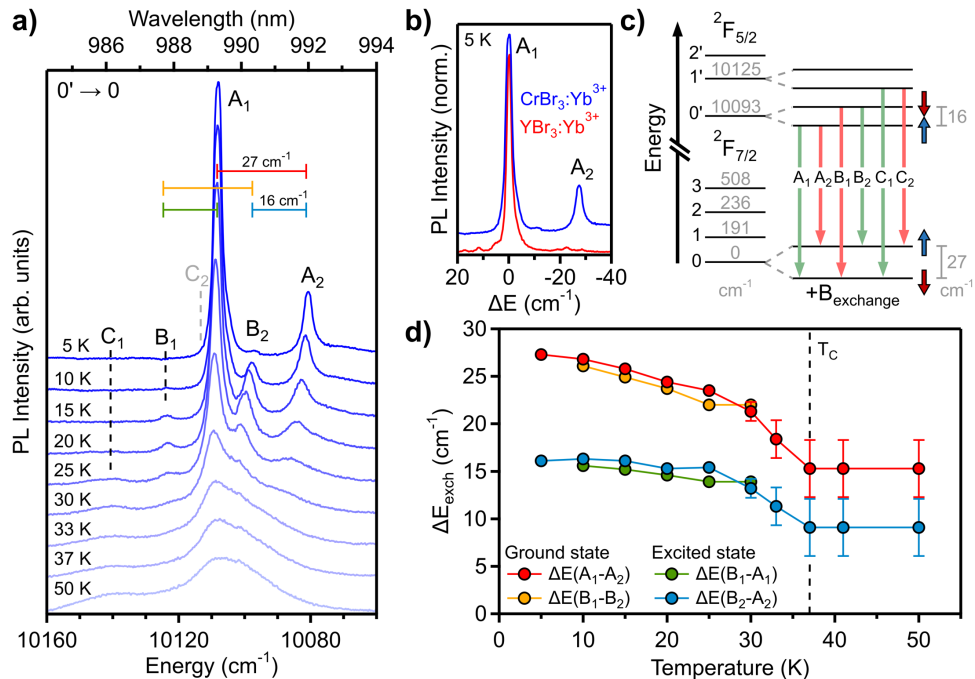 a)
Wavelength (nm)
986 988 990 992 994
0' → 0
A₁
27 cm⁻¹
16 cm⁻¹
C₂
A₂
C₁
B₁
B₂
5 K
10 K
15 K
20 K
25 K
30 K
33 K
37 K
50 K
PL Intensity (arb. units)
10160 10120 10080
Energy (cm⁻¹)
b)
5 K
A₁
CrBr₃:Yb³⁺
YBr₃:Yb³⁺
A₂
PL Intensity (norm.)
20 0 -20 -40
ΔE (cm⁻¹)
c)
Energy
²F₅/₂
2'
1' 10125
0' 10093
16
²F₇/₂
A₁ A₂ B₁ B₂ C₁ C₂
3 508
2 236
1 191
0 0
27
cm⁻¹
+B exchange
cm⁻¹
d)
30
25
20
15
10
5
0
ΔE exch (cm⁻¹)
T_C
Ground state Excited state
ΔE(A₁-A₂) ΔE(B₁-A₁)
ΔE(B₁-B₂) ΔE(B₂-A₂)
0 10 20 30 40 50
Temperature (K)